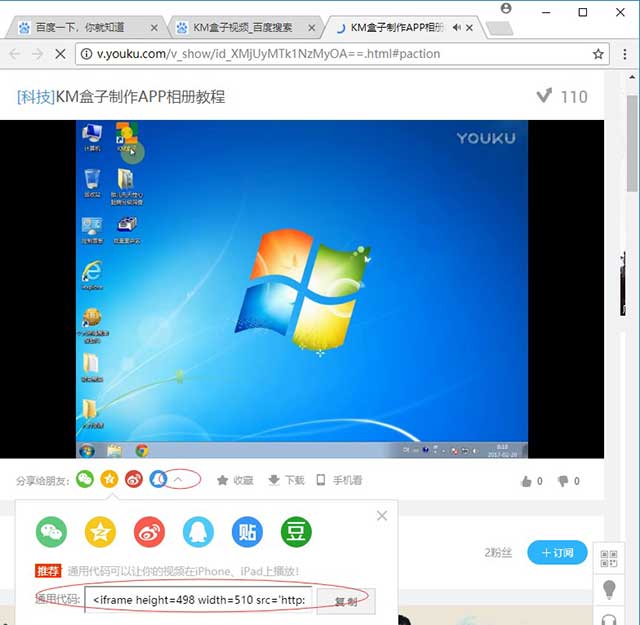 百度一下，你就知道
KM盒子视频_百度搜索
KM盒子制作APP相册
v.youku.com/v_show/id_XMjUyMTk1NzMyOA==.html#paction
[科技]KM盒子制作APP相册教程
110
YOUKU
计算机
回收站
控制面板
8:18
2017-02-28
分享给朋友:
收藏
下载
手机看
0
0
贴
豆
2粉丝
+订阅
推荐 通用代码可以让你的视频在iPhone、iPad上播放!
通用代码: <iframe height=498 width=510 src='http:
复制